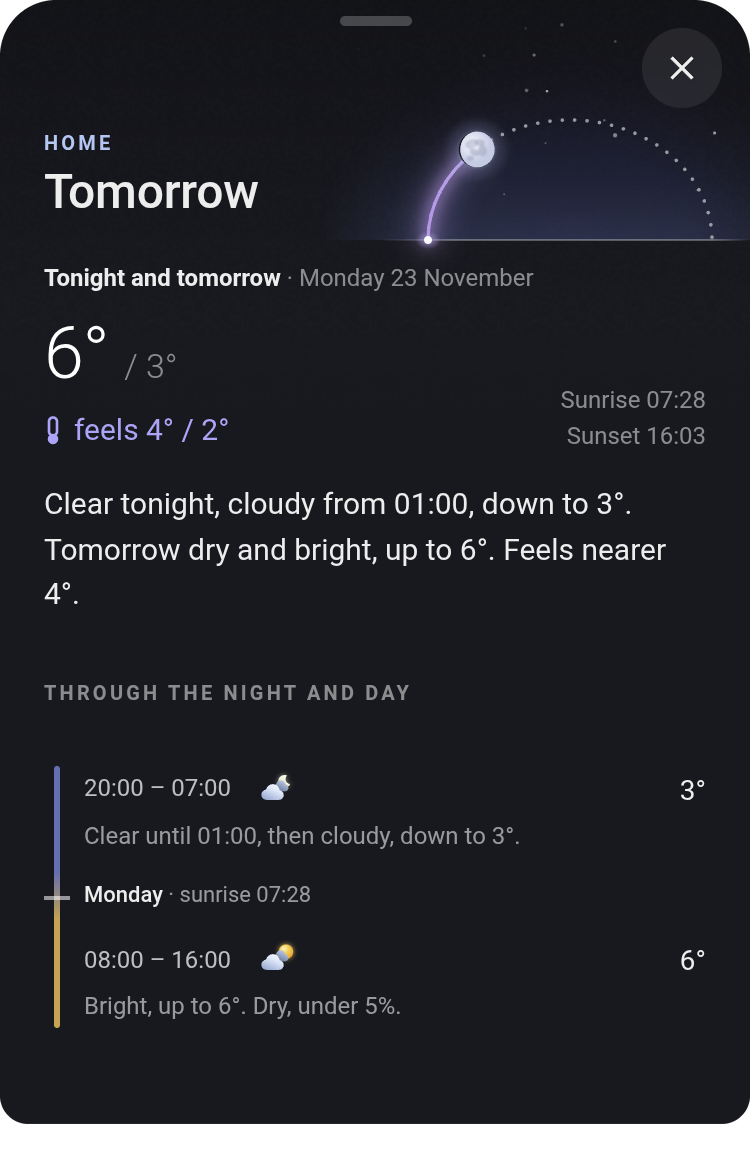 HOME
Tomorrow
Tonight and tomorrow · Monday 23 November
6° / 3°
feels 4° / 2°
Sunrise 07:28
Sunset 16:03
Clear tonight, cloudy from 01:00, down to 3°.
Tomorrow dry and bright, up to 6°. Feels nearer
4°.
THROUGH THE NIGHT AND DAY
20:00 – 07:00 3°
Clear until 01:00, then cloudy, down to 3°.
Monday · sunrise 07:28
08:00 – 16:00 6°
Bright, up to 6°. Dry, under 5%.